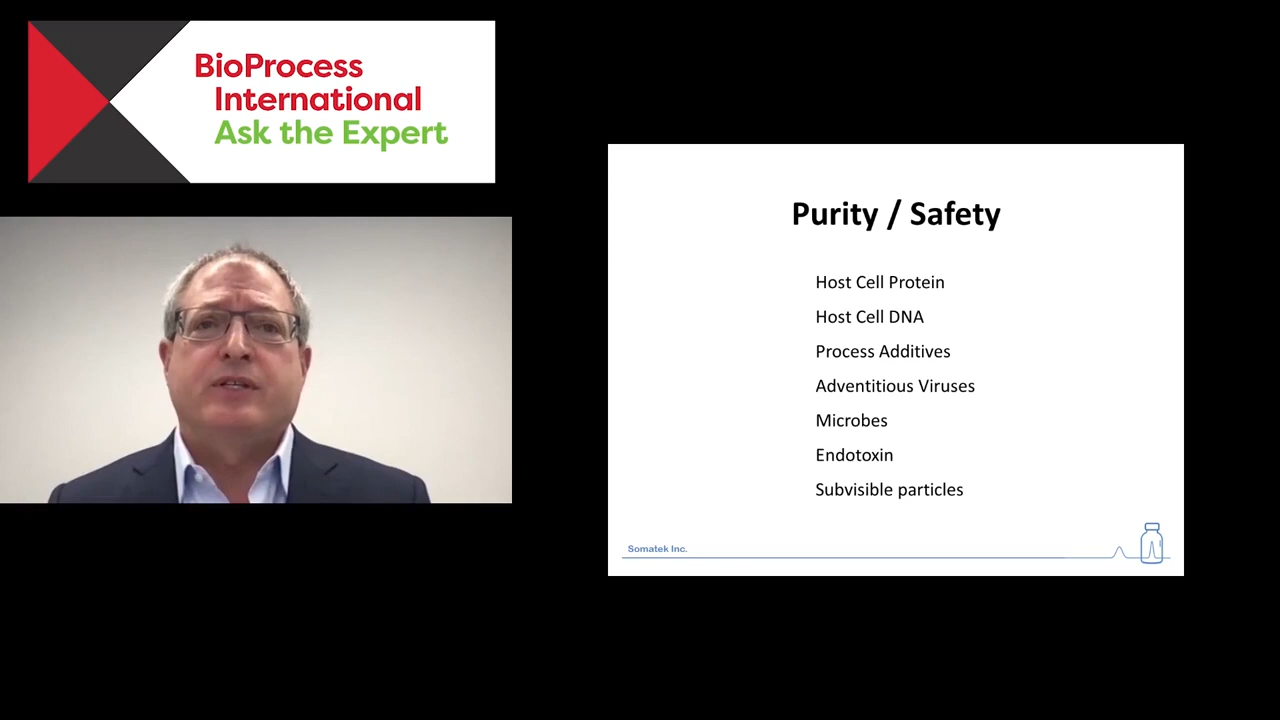 BioProcess
International
Ask the Expert
Purity / Safety
Host Cell Protein
Host Cell DNA
Process Additives
Adventitious Viruses
Microbes
Endotoxin
Subvisible particles
Somatek Inc.